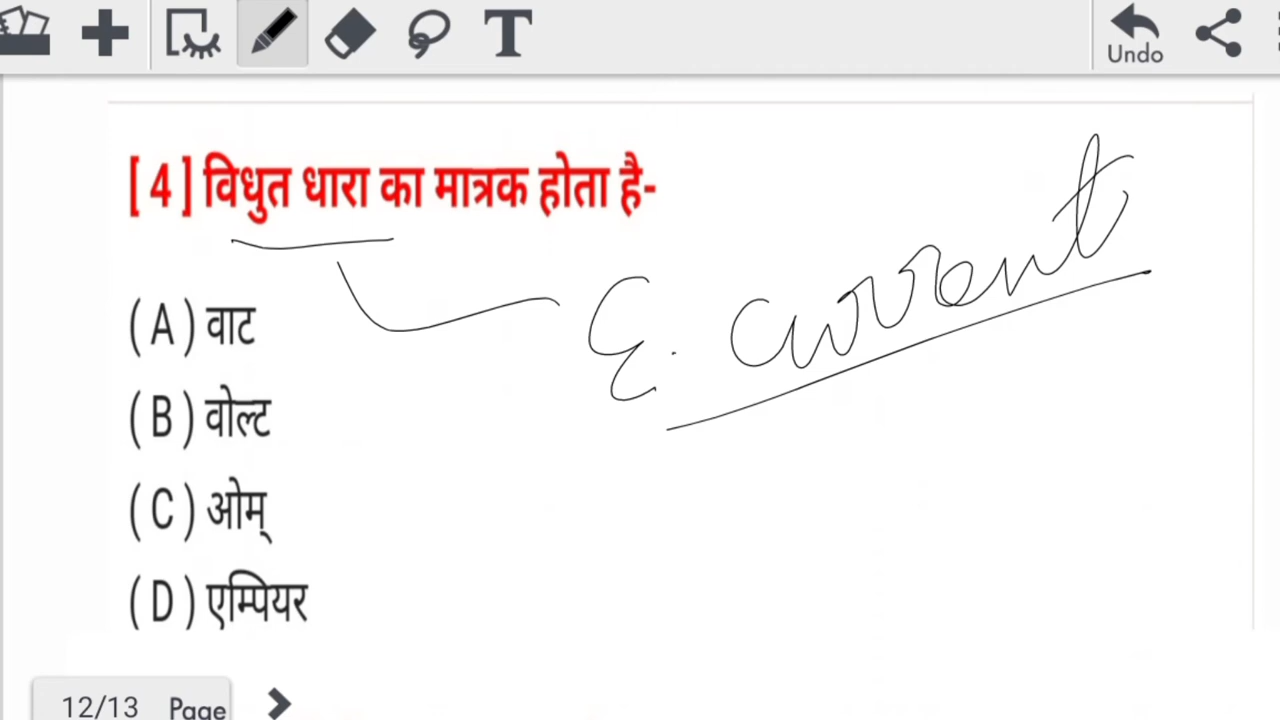 Undo
[ 4 ] विधुत धारा का मात्रक होता है-
E. Current
( A ) वाट
( B ) वोल्ट
( C ) ओम्
( D ) एम्पियर
12/13 Page